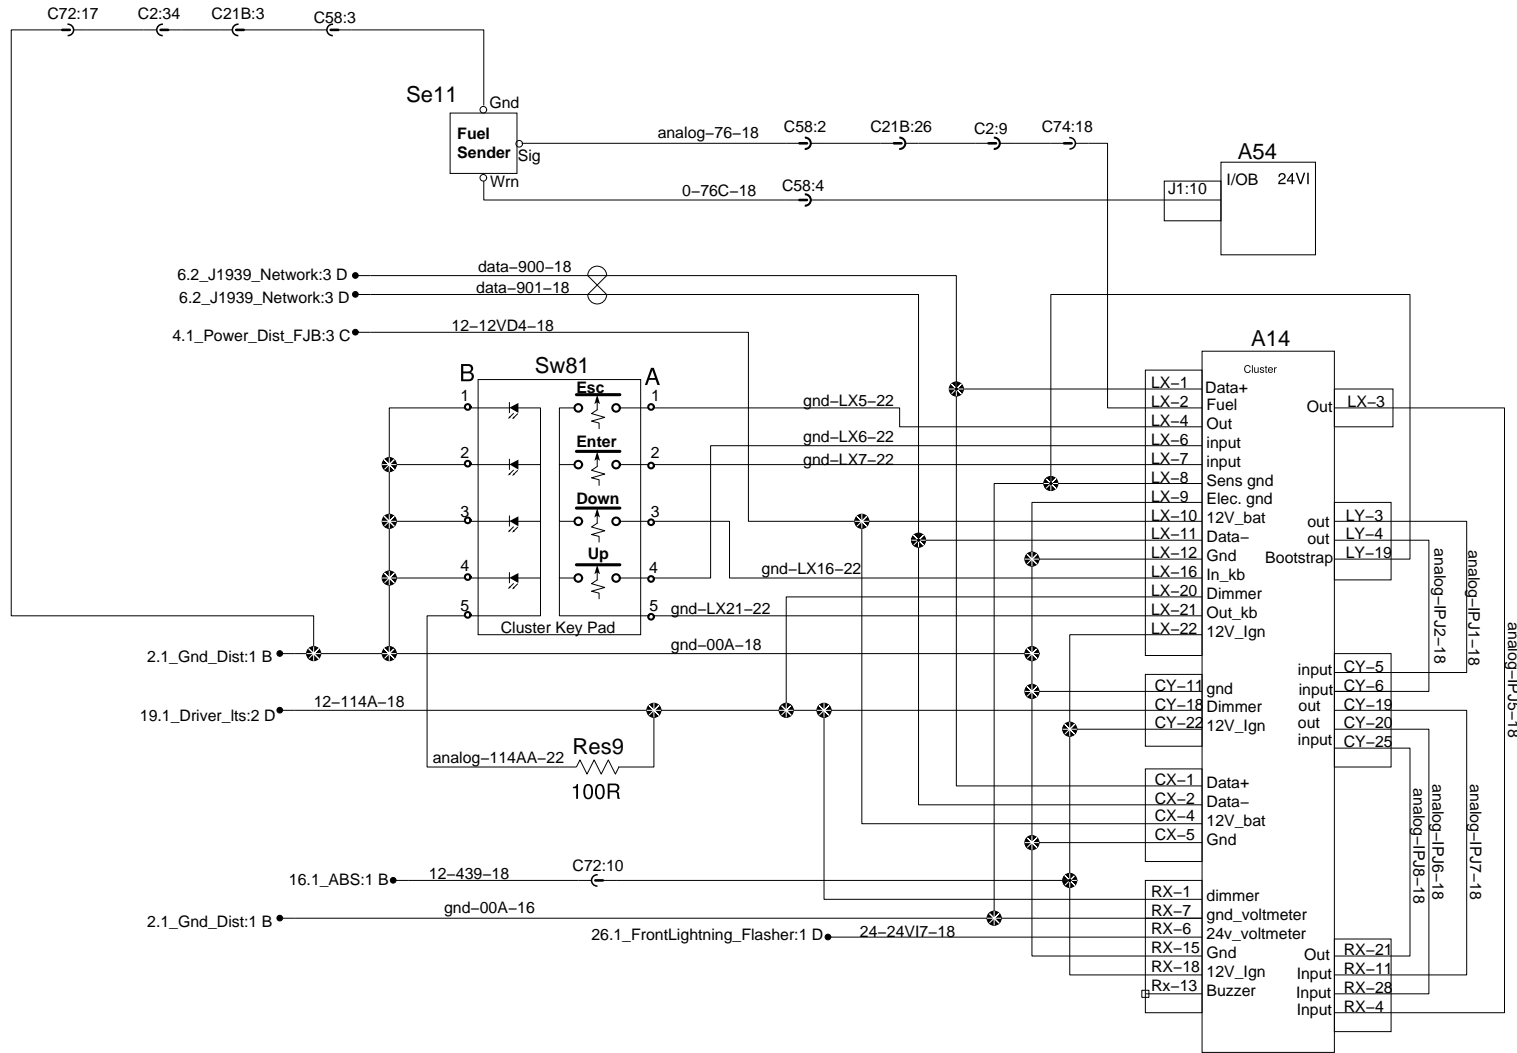 C72:17
C2:34
C21B:3
C58:3
Se11
Gnd
Fuel
Sender
Sig
Wrn
analog-76-18
C58:2
C21B:26
C2:9
C74:18
0-76C-18
C58:4
A54
J1:10
I/OB 24VI
6.2_J1939_Network:3 D
data-900-18
6.2_J1939_Network:3 D
data-901-18
4.1_Power_Dist_FJB:3 C
12-12VD4-18
Sw81
B
A
1
Esc
1
2
Enter
2
3
Down
3
4
Up
4
5
5
Cluster Key Pad
gnd-LX5-22
gnd-LX6-22
gnd-LX7-22
gnd-LX16-22
gnd-LX21-22
2.1_Gnd_Dist:1 B
gnd-00A-18
19.1_Driver_lts:2 D
12-114A-18
analog-114AA-22
Res9
100R
16.1_ABS:1 B
12-439-18
C72:10
2.1_Gnd_Dist:1 B
gnd-00A-16
26.1_FrontLightning_Flasher:1 D
24-24VI7-18
A14
Cluster
LX-1 Data+
LX-2 Fuel
LX-4 Out
LX-6 input
LX-7 input
LX-8 Sens gnd
LX-9 Elec. gnd
LX-10 12V_bat
LX-11 Data-
LX-12 Gnd
LX-16 In_kb
LX-20 Dimmer
LX-21 Out_kb
LX-22 12V_Ign
CY-11 gnd
CY-18 Dimmer
CY-22 12V_Ign
CX-1 Data+
CX-2 Data-
CX-4 12V_bat
CX-5 Gnd
RX-1 dimmer
RX-7 gnd_voltmeter
RX-6 24v_voltmeter
RX-15 Gnd
RX-18 12V_Ign
Rx-13 Buzzer
Out LX-3
out LY-3
out LY-4
Bootstrap LY-19
input CY-5
input CY-6
out CY-19
out CY-20
input CY-25
Out RX-21
Input RX-11
Input RX-28
Input RX-4
analog-IPJ2-18
analog-IPJ1-18
analog-IPJ5-18
analog-IPJ8-18
analog-IPJ6-18
analog-IPJ7-18